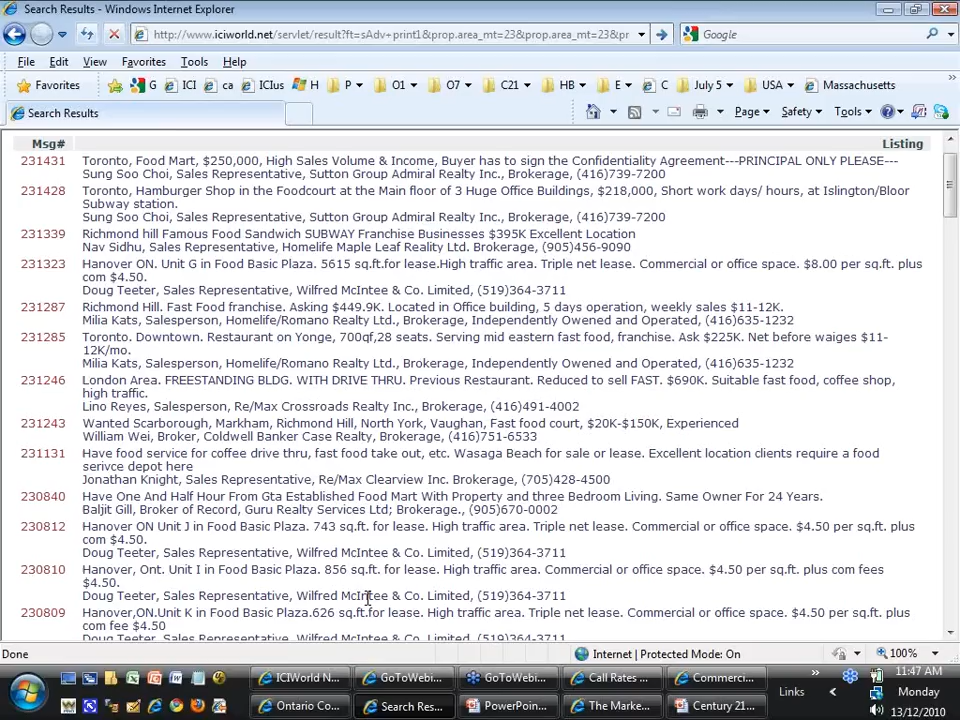 Search Results - Windows Internet Explorer
http://www.iciworld.net/servlet/result?ft=sAdv+print1&prop.area_mt=23&prop.area_mt=23&pr
Google
File Edit View Favorites Tools Help
Favorites G ICI ca ICIus H P O1 O7 C21 HB E C July 5 USA Massachusetts
Search Results
Page Safety Tools
Msg# Listing
231431 Toronto, Food Mart, $250,000, High Sales Volume & Income, Buyer has to sign the Confidentiality Agreement---PRINCIPAL ONLY PLEASE---
Sung Soo Choi, Sales Representative, Sutton Group Admiral Realty Inc., Brokerage, (416)739-7200
231428 Toronto, Hamburger Shop in the Foodcourt at the Main floor of 3 Huge Office Buildings, $218,000, Short work days/ hours, at Islington/Bloor
Subway station.
Sung Soo Choi, Sales Representative, Sutton Group Admiral Realty Inc., Brokerage, (416)739-7200
231339 Richmond hill Famous Food Sandwich SUBWAY Franchise Businesses $395K Excellent Location
Nav Sidhu, Sales Representative, Homelife Maple Leaf Reality Ltd. Brokerage, (905)456-9090
231323 Hanover ON. Unit G in Food Basic Plaza. 5615 sq.ft.for lease.High traffic area. Triple net lease. Commercial or office space. $8.00 per sq.ft. plus
com $4.50.
Doug Teeter, Sales Representative, Wilfred McIntee & Co. Limited, (519)364-3711
231287 Richmond Hill. Fast Food franchise. Asking $449.9K. Located in Office building, 5 days operation, weekly sales $11-12K.
Milia Kats, Salesperson, Homelife/Romano Realty Ltd., Brokerage, Independently Owened and Operated, (416)635-1232
231285 Toronto. Downtown. Restaurant on Yonge, 700qf,28 seats. Serving mid eastern fast food, franchise. Ask $225K. Net before waiges $11-
12K/mo.
Milia Kats, Salesperson, Homelife/Romano Realty Ltd., Brokerage, Independently Owened and Operated, (416)635-1232
231246 London Area. FREESTANDING BLDG. WITH DRIVE THRU. Previous Restaurant. Reduced to sell FAST. $690K. Suitable fast food, coffee shop,
high traffic.
Lino Reyes, Salesperson, Re/Max Crossroads Realty Inc., Brokerage, (416)491-4002
231243 Wanted Scarborough, Markham, Richmond Hill, North York, Vaughan, Fast food court, $20K-$150K, Experienced
William Wei, Broker, Coldwell Banker Case Realty, Brokerage, (416)751-6533
231131 Have food service for coffee drive thru, fast food take out, etc. Wasaga Beach for sale or lease. Excellent location clients require a food
serivce depot here
Jonathan Knight, Sales Representative, Re/Max Clearview Inc. Brokerage, (705)428-4500
230840 Have One And Half Hour From Gta Established Food Mart With Property and three Bedroom Living. Same Owner For 24 Years.
Baljit Gill, Broker of Record, Guru Realty Services Ltd; Brokerage., (905)670-0002
230812 Hanover ON Unit J in Food Basic Plaza. 743 sq.ft. for lease. High traffic area. Triple net lease. Commercial or office space. $4.50 per sq.ft. plus
com $4.50.
Doug Teeter, Sales Representative, Wilfred McIntee & Co. Limited, (519)364-3711
230810 Hanover, Ont. Unit I in Food Basic Plaza. 856 sq.ft. for lease. High traffic area. Commercial or office space. $4.50 per sq.ft. plus com fees
$4.50.
Doug Teeter, Sales Representative, Wilfred McIntee & Co. Limited, (519)364-3711
230809 Hanover,ON.Unit K in Food Basic Plaza.626 sq.ft.for lease. High traffic area. Triple net lease. Commercial or office space. $4.50 per sq.ft. plus
com fee $4.50
Doug Teeter, Sales Representative, Wilfred McIntee & Co. Limited, (519)364-3711
Done Internet | Protected Mode: On 100%
ICIWorld N... GoToWebi... GoToWebi... Call Rates ... Commerci... 11:47 AM
Links Monday
Ontario Co... Search Res... PowerPoin... The Marke... Century 21... 13/12/2010